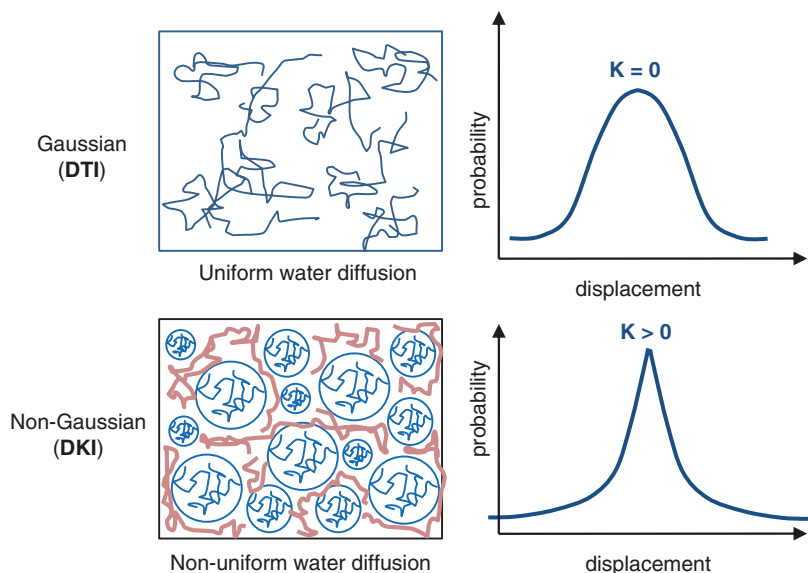 Gaussian
(DTI)
Uniform water diffusion
K = 0
probability
displacement
Non-Gaussian
(DKI)
Non-uniform water diffusion
K > 0
probability
displacement